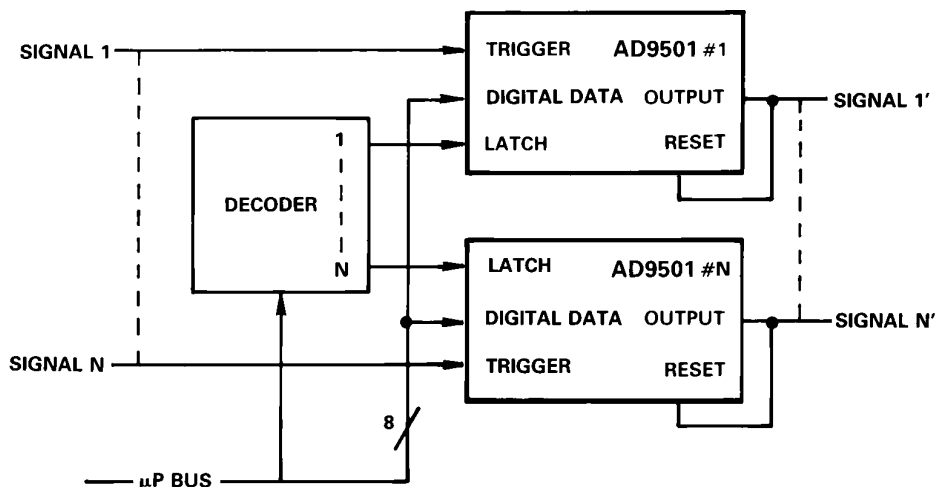 SIGNAL 1
TRIGGER
AD9501 #1
DIGITAL DATA
OUTPUT
SIGNAL 1'
LATCH
RESET
DECODER
1
N
LATCH
AD9501 #N
DIGITAL DATA
OUTPUT
SIGNAL N'
SIGNAL N
TRIGGER
RESET
8
μP BUS